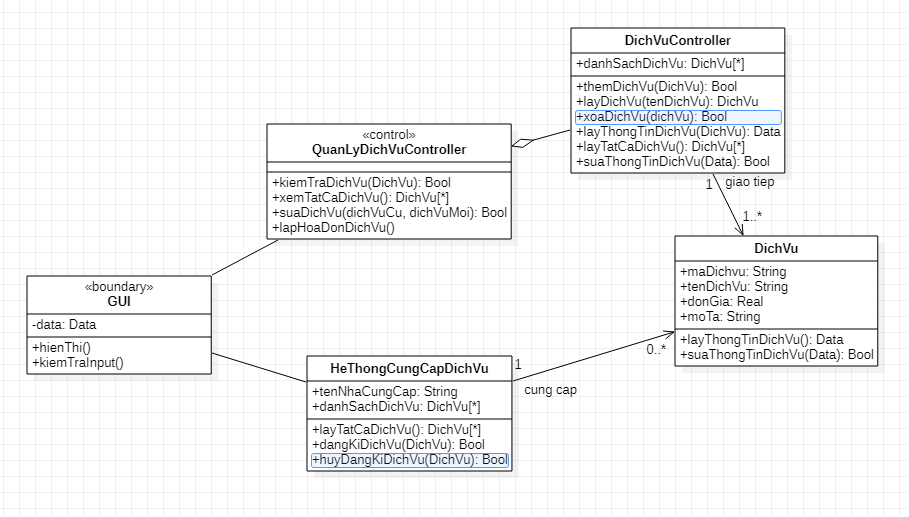 DichVuController
+danhSachDichVu: DichVu[*]
+themDichVu(DichVu): Bool
+layDichVu(tenDichVu): DichVu
+xoaDichVu(dichVu): Bool
+layThongTinDichVu(DichVu): Data
+layTatCaDichVu(): DichVu[*]
+suaThongTinDichVu(Data): Bool
«control»
QuanLyDichVuController
+kiemTraDichVu(DichVu): Bool
+xemTatCaDichVu(): DichVu[*]
+suaDichVu(dichVuCu, dichVuMoi): Bool
+lapHoaDonDichVu()
1
giao tiep
1..*
DichVu
+maDichvu: String
+tenDichVu: String
+donGia: Real
+moTa: String
+layThongTinDichVu(): Data
+suaThongTinDichVu(Data): Bool
«boundary»
GUI
-data: Data
+hienThi()
+kiemTraInput()
HeThongCungCapDichVu
+tenNhaCungCap: String
+danhSachDichVu: DichVu[*]
+layTatCaDichVu(): DichVu[*]
+dangKiDichVu(DichVu): Bool
+huyDangKiDichVu(DichVu): Bool
1
cung cap
0..*